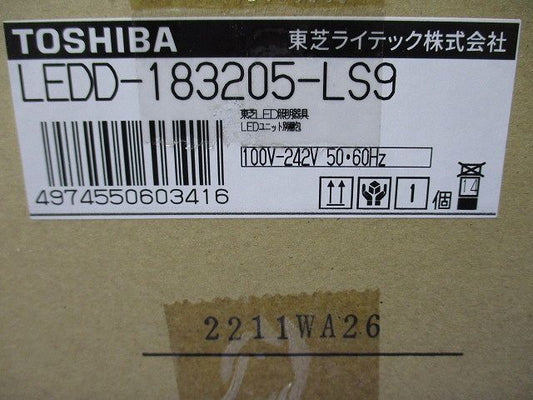 TOSHIBA 東芝ライテック株式会社
LEDD-183205-LS9
東芝LED照明器具
LEDユニット別梱包
100V-242V 50・60Hz
4974550603416
1 個 14
2211WA26